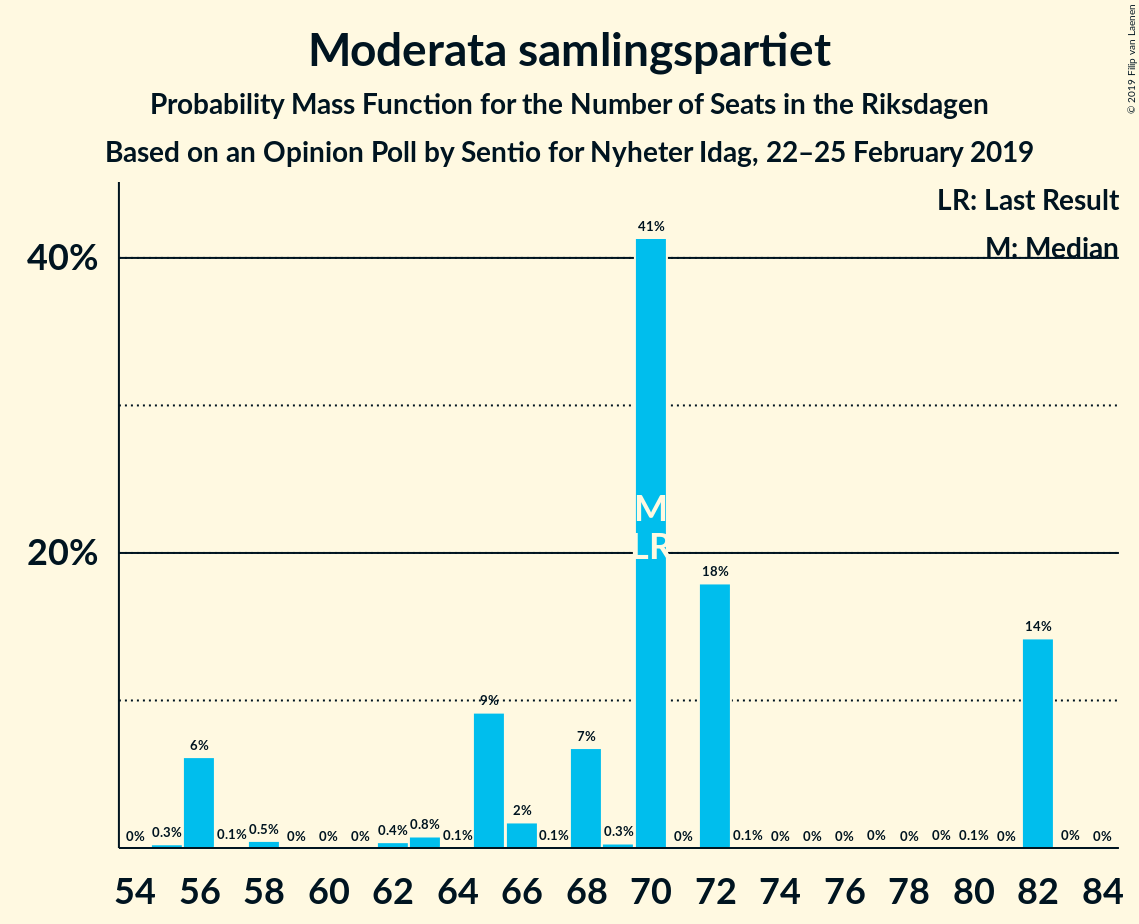 Moderata samlingspartiet
Probability Mass Function for the Number of Seats in the Riksdagen
Based on an Opinion Poll by Sentio for Nyheter Idag, 22–25 February 2019
© 2019 Filip van Laenen
LR: Last Result
M: Median
40%
20%
0% 0.3% 6% 0.1% 0.5% 0% 0% 0% 0.4% 0.8% 0.1% 9% 2% 0.1% 7% 0.3% 41% 0% 18% 0.1% 0% 0% 0% 0% 0% 0% 0.1% 0% 14% 0% 0%
M
LR
54 56 58 60 62 64 66 68 70 72 74 76 78 80 82 84